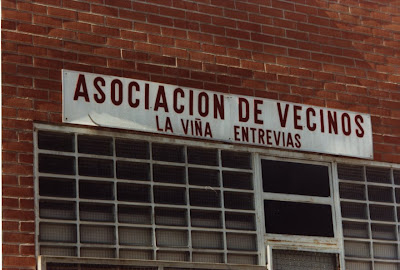 ASOCIACION DE VECINOS
LA VIÑA ENTREVIAS